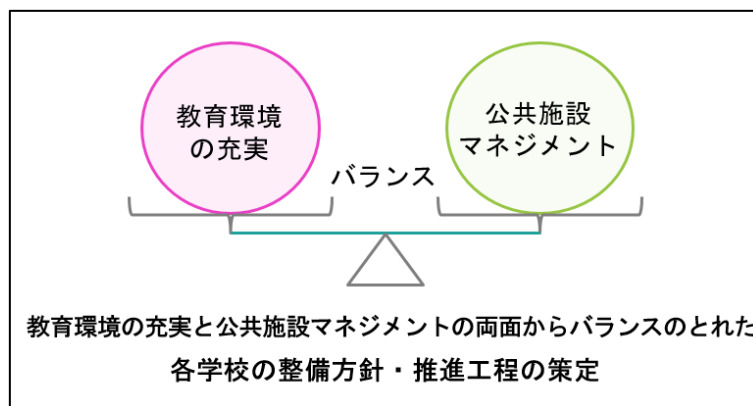 教育環境
の充実
公共施設
マネジメント
バランス
教育環境の充実と公共施設マネジメントの両面からバランスのとれた
各学校の整備方針・推進工程の策定